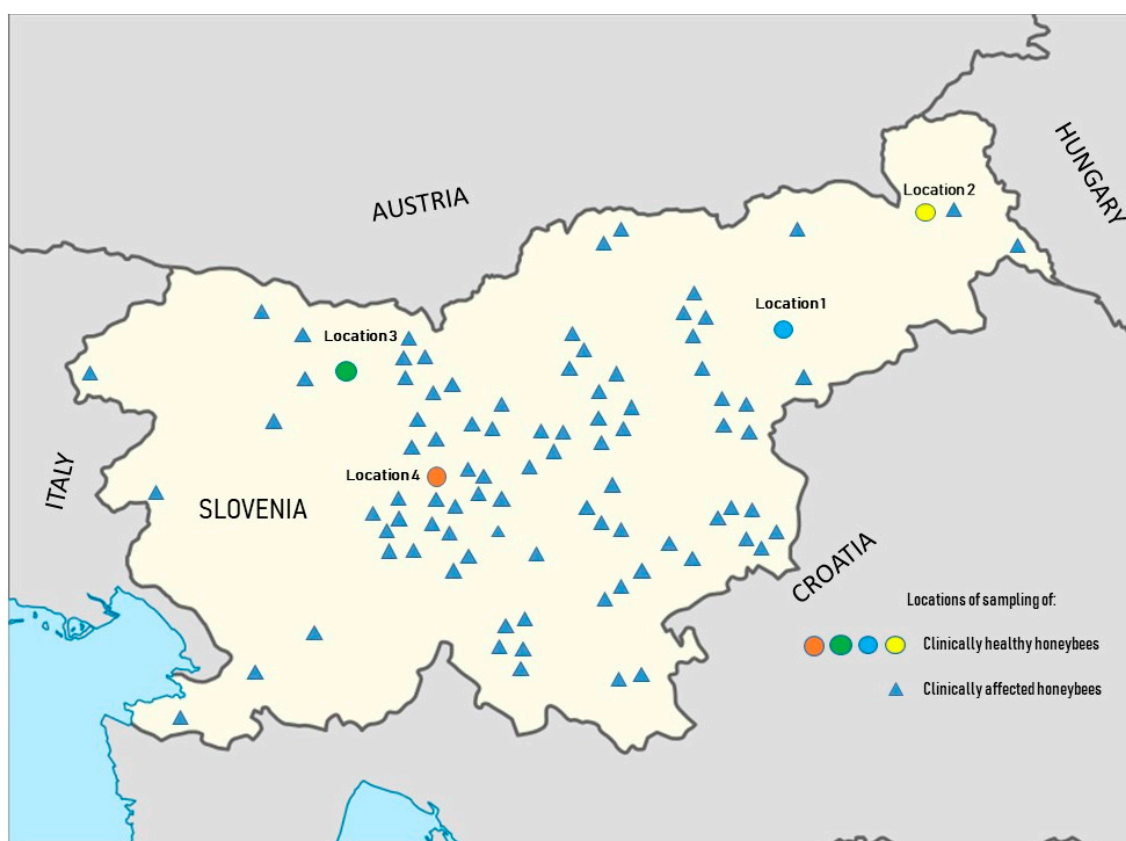 HUNGARY
AUSTRIA
Location 2
Location 1
Location 3
Location 4
ITALY
SLOVENIA
CROATIA
Locations of sampling of:
Clinically healthy honeybees
Clinically affected honeybees